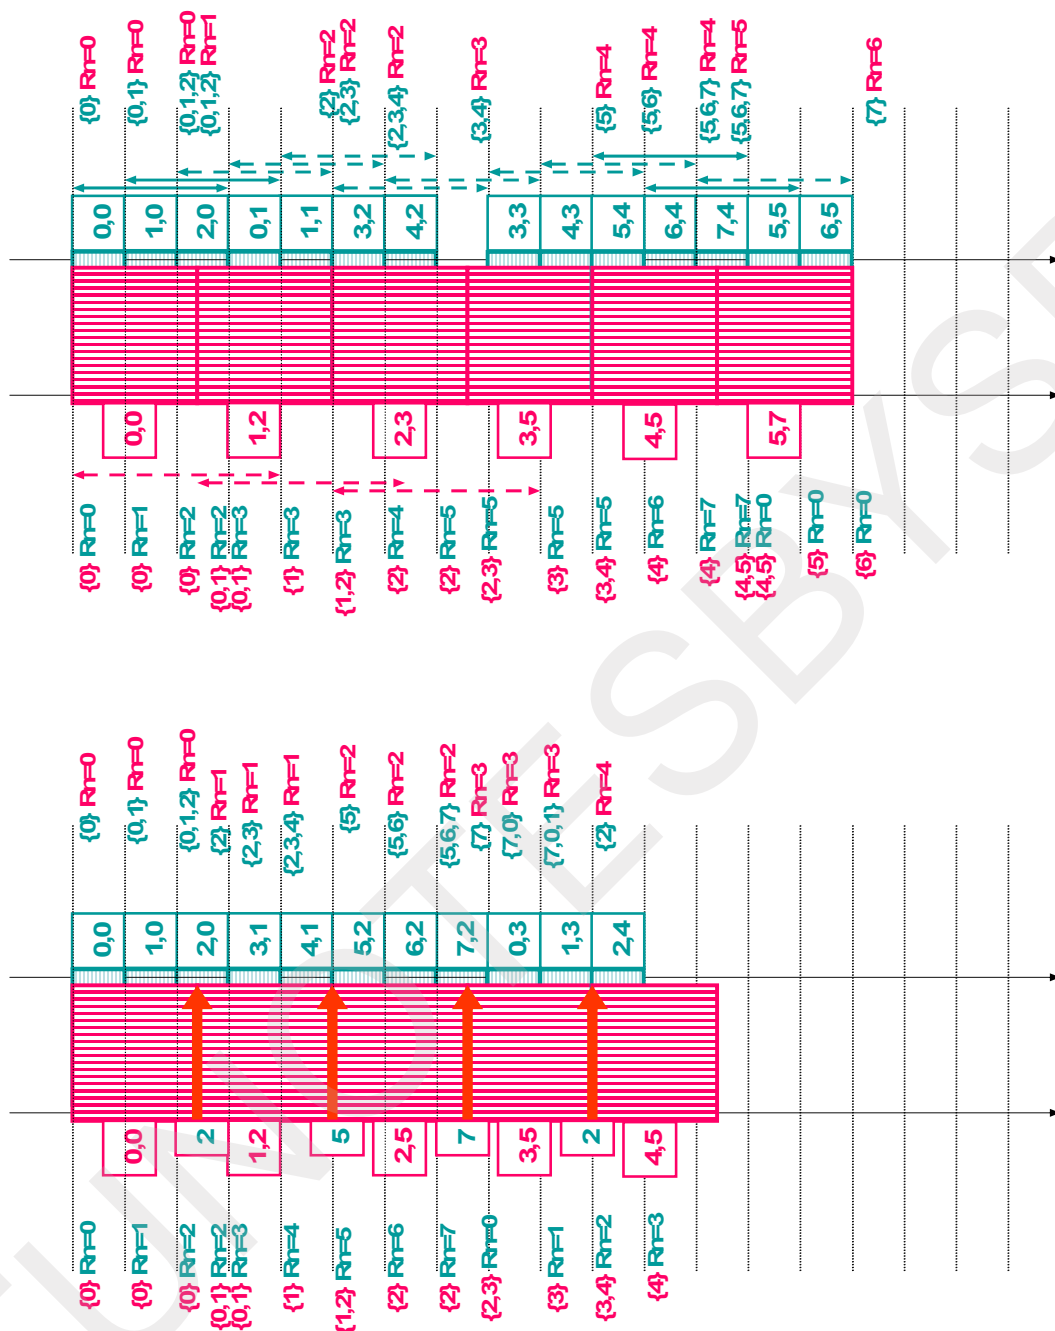 {0} Rn=0
{0,1} Rn=0
{0,1,2} Rn=0
{0,1,2} Rn=1
{2} Rn=2
{2,3} Rn=2
{2,3,4} Rn=2
{3,4} Rn=3
{5} Rn=4
{5,6} Rn=4
{5,6,7} Rn=4
{5,6,7} Rn=5
{7} Rn=6
0,0
1,0
2,0
0,1
1,1
3,2
4,2
3,3
4,3
5,4
6,4
7,4
5,5
6,5
0,0
1,2
2,3
3,5
4,5
5,7
{0} Rn=0
{0} Rn=1
{0} Rn=2
{0,1} Rn=2
{0,1} Rn=3
{1} Rn=3
{1,2} Rn=3
{2} Rn=4
{2} Rn=5
{2,3} Rn=5
{3} Rn=5
{3,4} Rn=5
{4} Rn=6
{4} Rn=7
{4,5} Rn=7
{4,5} Rn=0
{5} Rn=0
{6} Rn=0
{0} Rn=0
{0,1} Rn=0
{0,1,2} Rn=0
{2} Rn=1
{2,3} Rn=1
{2,3,4} Rn=1
{5} Rn=2
{5,6} Rn=2
{5,6,7} Rn=2
{7} Rn=3
{7,0} Rn=3
{7,0,1} Rn=3
{2} Rn=4
0,0
1,0
2,0
3,1
4,1
5,2
6,2
7,2
0,3
1,3
2,4
0,0
2
1,2
5
2,5
7
3,5
2
4,5
{0} Rn=0
{0} Rn=1
{0} Rn=2
{0,1} Rn=2
{0,1} Rn=3
{1} Rn=4
{1,2} Rn=5
{2} Rn=6
{2} Rn=7
{2,3} Rn=0
{3} Rn=1
{3,4} Rn=2
{4} Rn=3
UNOTESBYS